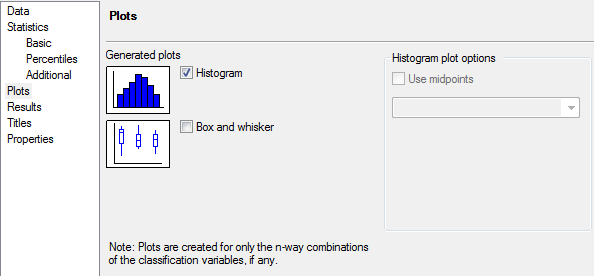 Data
Statistics
Basic
Percentiles
Additional
Plots
Results
Titles
Properties
Plots
Generated plots
Histogram
Box and whisker
Note: Plots are created for only the n-way combinations
of the classification variables, if any.
Histogram plot options
Use midpoints